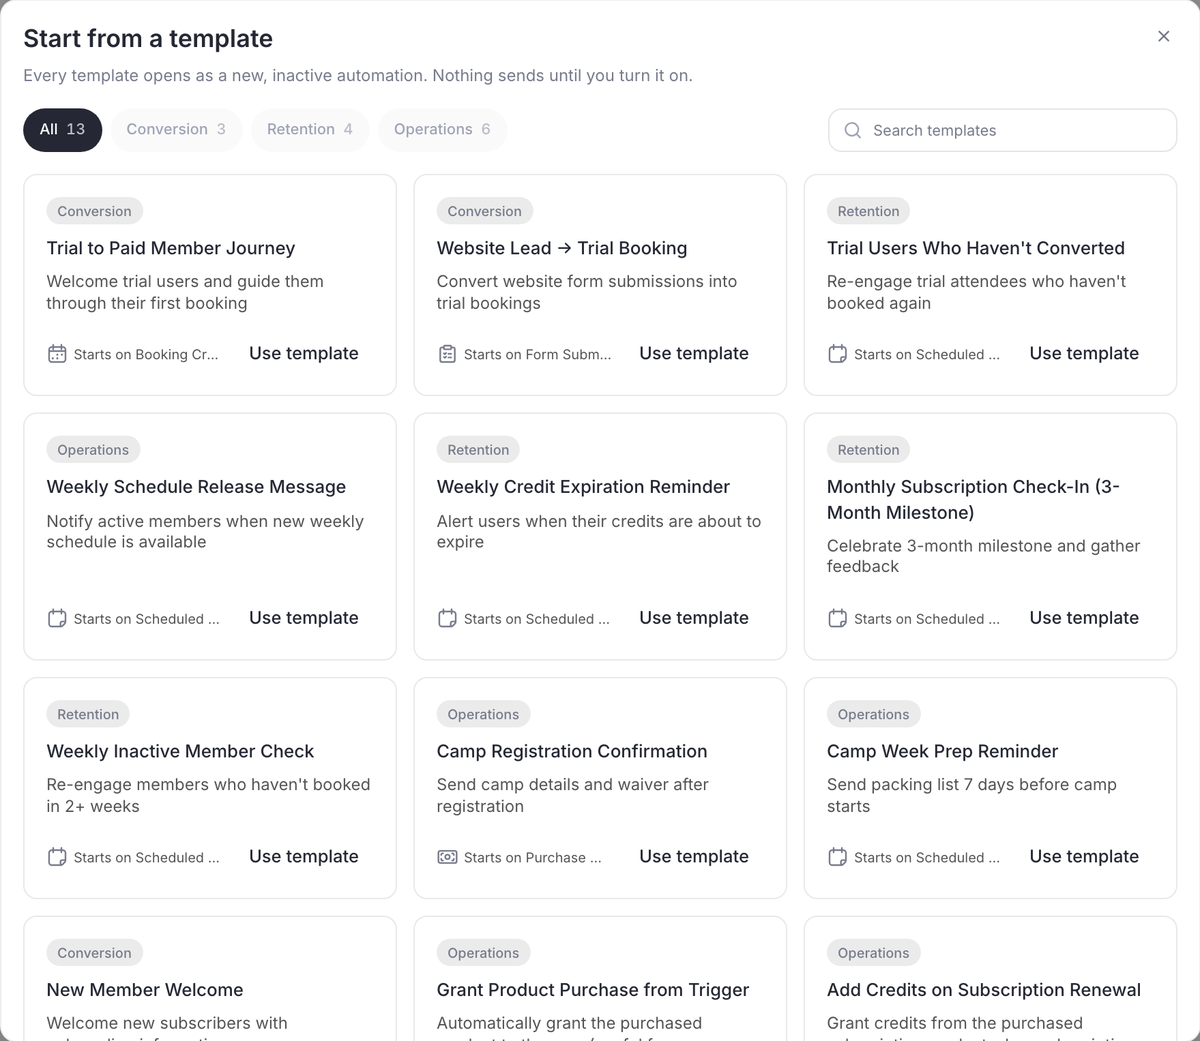 Start from a template
Every template opens as a new, inactive automation. Nothing sends until you turn it on.
All 13
Conversion 3
Retention 4
Operations 6
Search templates
Conversion
Trial to Paid Member Journey
Welcome trial users and guide them
through their first booking
Starts on Booking Cr...
Use template
Conversion
Website Lead → Trial Booking
Convert website form submissions into
trial bookings
Starts on Form Subm...
Use template
Retention
Trial Users Who Haven't Converted
Re-engage trial attendees who haven't
booked again
Starts on Scheduled ...
Use template
Operations
Weekly Schedule Release Message
Notify active members when new weekly
schedule is available
Starts on Scheduled ...
Use template
Retention
Weekly Credit Expiration Reminder
Alert users when their credits are about to
expire
Starts on Scheduled ...
Use template
Retention
Monthly Subscription Check-In (3-
Month Milestone)
Celebrate 3-month milestone and gather
feedback
Starts on Scheduled ...
Use template
Retention
Weekly Inactive Member Check
Re-engage members who haven't booked
in 2+ weeks
Starts on Scheduled ...
Use template
Operations
Camp Registration Confirmation
Send camp details and waiver after
registration
Starts on Purchase ...
Use template
Operations
Camp Week Prep Reminder
Send packing list 7 days before camp
starts
Starts on Scheduled ...
Use template
Conversion
New Member Welcome
Welcome new subscribers with
Operations
Grant Product Purchase from Trigger
Automatically grant the purchased
Operations
Add Credits on Subscription Renewal
Grant credits from the purchased